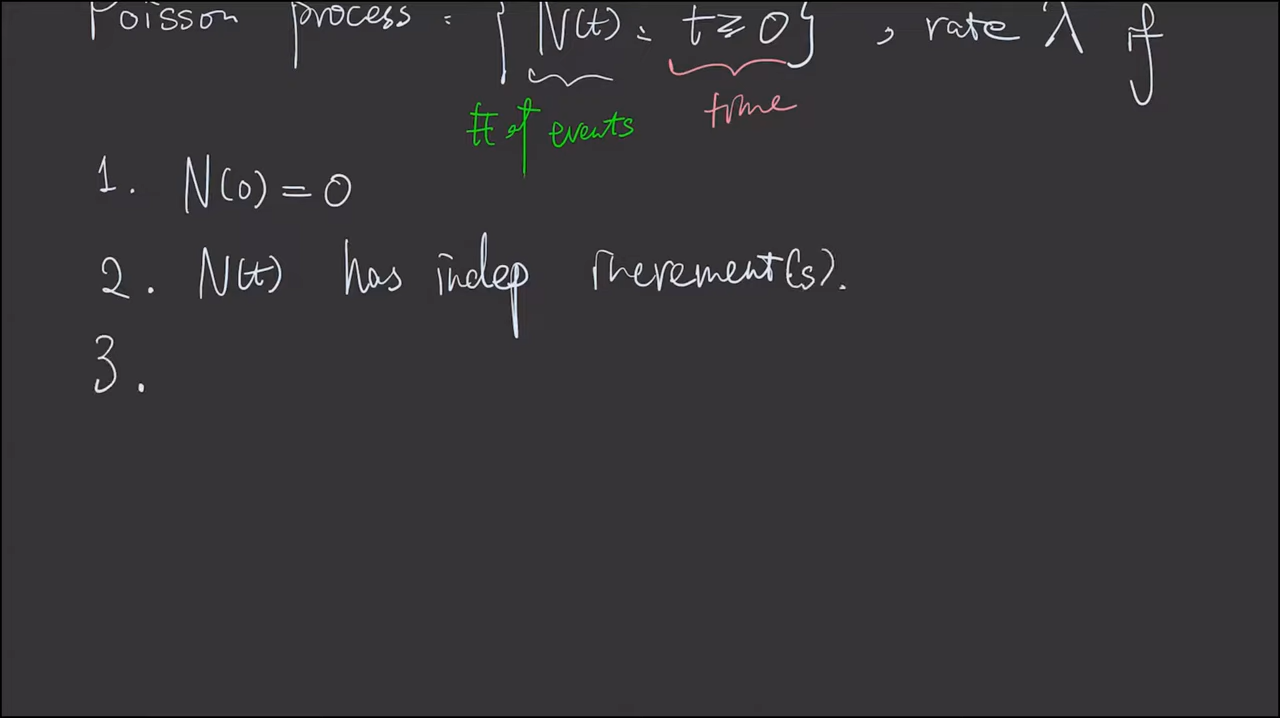 Poisson process : { N(t) : t ≥ 0 } , rate λ if
# of events time
1. N(0) = 0
2. N(t) has indep increment(s).
3.